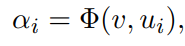 αᵢ = Φ(v, uᵢ),